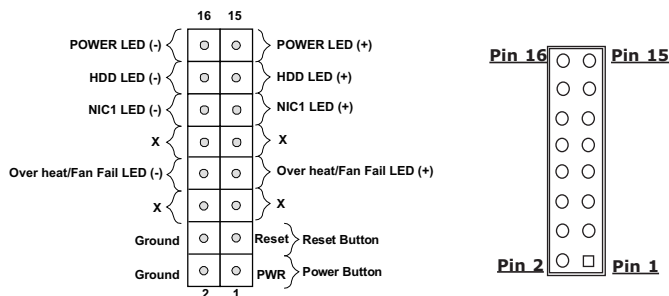 16 15
POWER LED (-) POWER LED (+)
HDD LED (-) HDD LED (+)
NIC1 LED (-) NIC1 LED (+)
X X
Over heat/Fan Fail LED (-) Over heat/Fan Fail LED (+)
X X
Ground Reset Reset Button
Ground PWR Power Button
2 1
Pin 16 Pin 15
Pin 2 Pin 1